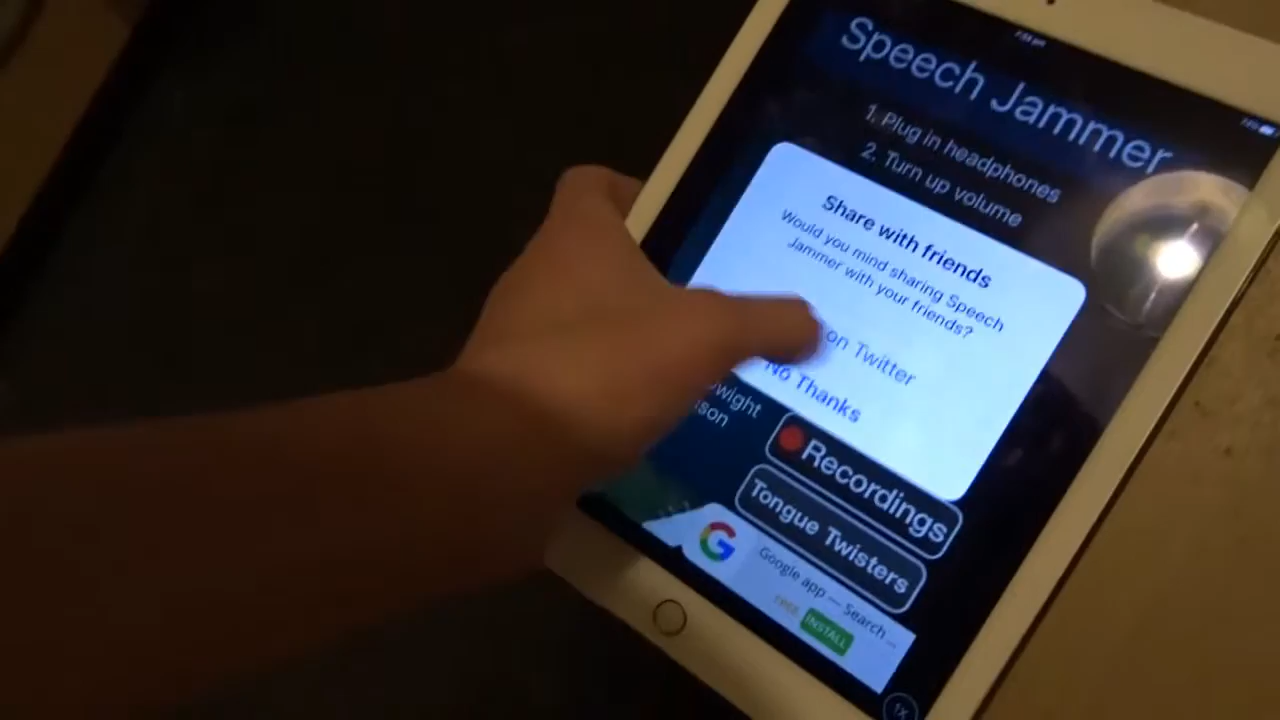 Speech Jammer
1. Plug in headphones
2. Turn up volume
Share with friends
Would you mind sharing Speech
Jammer with your friends?
on Twitter
No Thanks
Recordings
Tongue Twisters
G
Google app — Search ...
FREE
INSTALL
1X